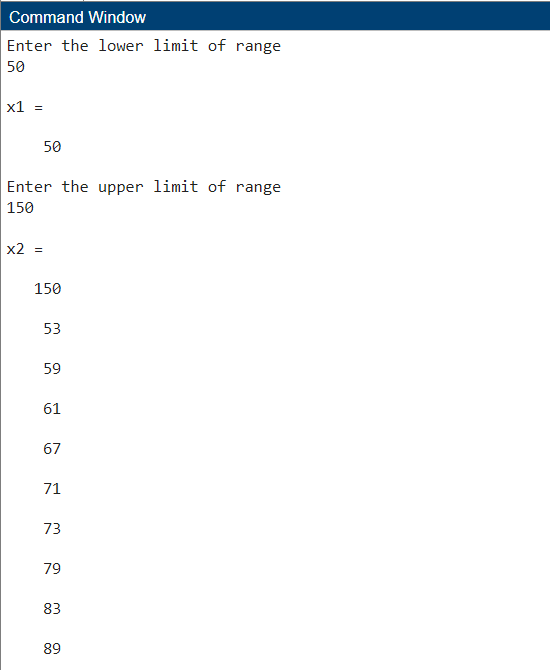 Command Window
Enter the lower limit of range
50
x1 =
50
Enter the upper limit of range
150
x2 =
150
53
59
61
67
71
73
79
83
89